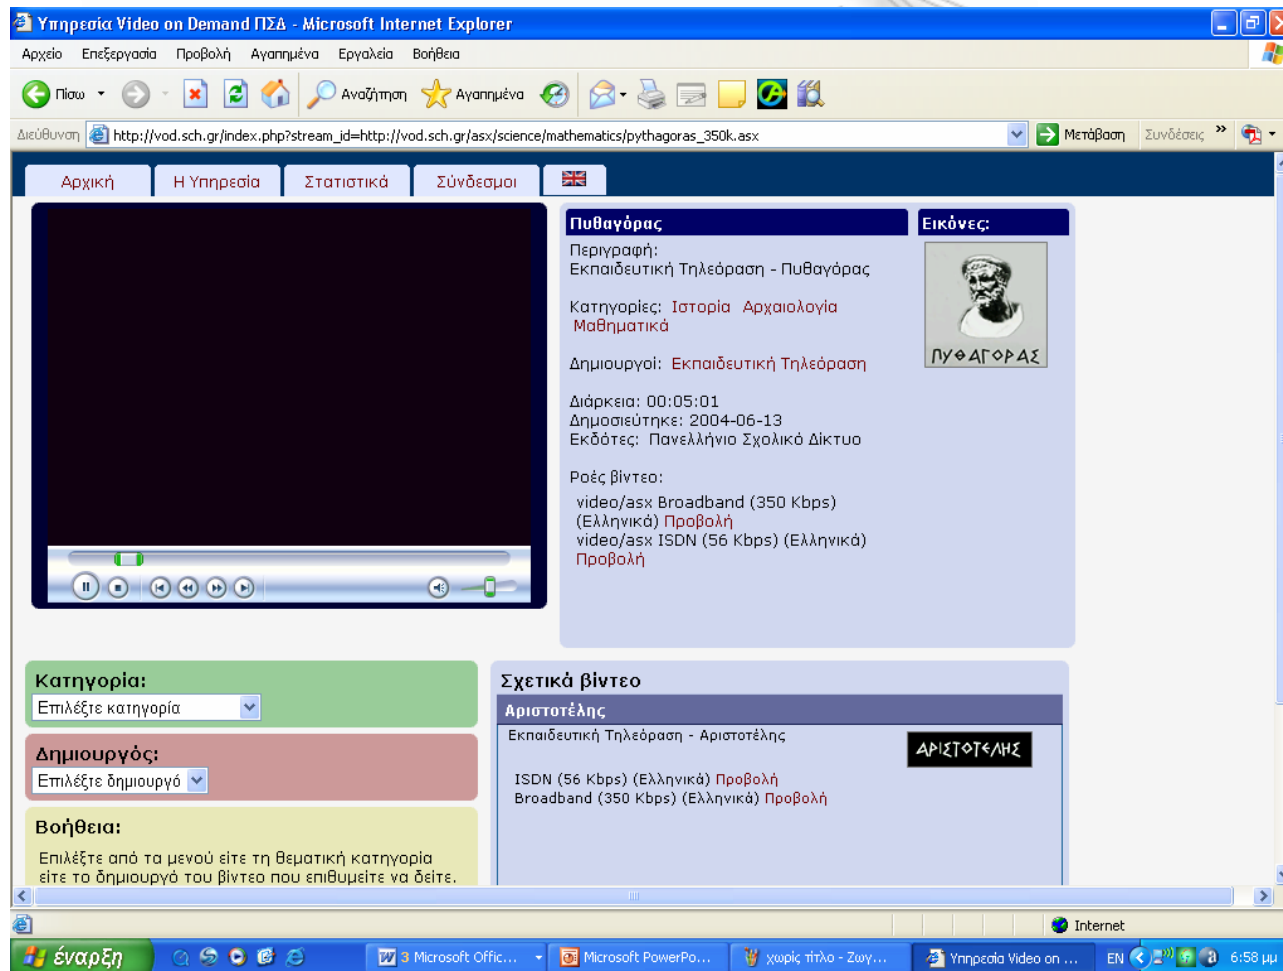 Υπηρεσία Video on Demand ΠΣΔ - Microsoft Internet Explorer
Αρχείο Επεξεργασία Προβολή Αγαπημένα Εργαλεία Βοήθεια
Πίσω Αναζήτηση Αγαπημένα
Διεύθυνση http://vod.sch.gr/index.php?stream_id=http://vod.sch.gr/asx/science/mathematics/pythagoras_350k.asx Μετάβαση Συνδέσεις »
Αρχική Η Υπηρεσία Στατιστικά Σύνδεσμοι
Πυθαγόρας
Περιγραφή:
Εκπαιδευτική Τηλεόραση - Πυθαγόρας
Κατηγορίες: Ιστορία Αρχαιολογία
Μαθηματικά
Δημιουργοί: Εκπαιδευτική Τηλεόραση
Διάρκεια: 00:05:01
Δημοσιεύτηκε: 2004-06-13
Εκδότες: Πανελλήνιο Σχολικό Δίκτυο
Ροές βίντεο:
video/asx Broadband (350 Kbps)
(Ελληνικά) Προβολή
video/asx ISDN (56 Kbps) (Ελληνικά)
Προβολή
Εικόνες:
ΠΥΘΑΓΟΡΑΣ
Κατηγορία:
Επιλέξτε κατηγορία
Δημιουργός:
Επιλέξτε δημιουργό
Βοήθεια:
Επιλέξτε από τα μενού είτε τη θεματική κατηγορία
είτε το δημιουργό του βίντεο που επιθυμείτε να δείτε.
Σχετικά βίντεο
Αριστοτέλης
Εκπαιδευτική Τηλεόραση - Αριστοτέλης
ΑΡΙΣΤΟΤΕΛΗΣ
ISDN (56 Kbps) (Ελληνικά) Προβολή
Broadband (350 Kbps) (Ελληνικά) Προβολή
Internet
έναρξη 3 Microsoft Offic... Microsoft PowerPo... χωρίς τίτλο - Ζωγ... Υπηρεσία Video on ... EN 6:58 μμ